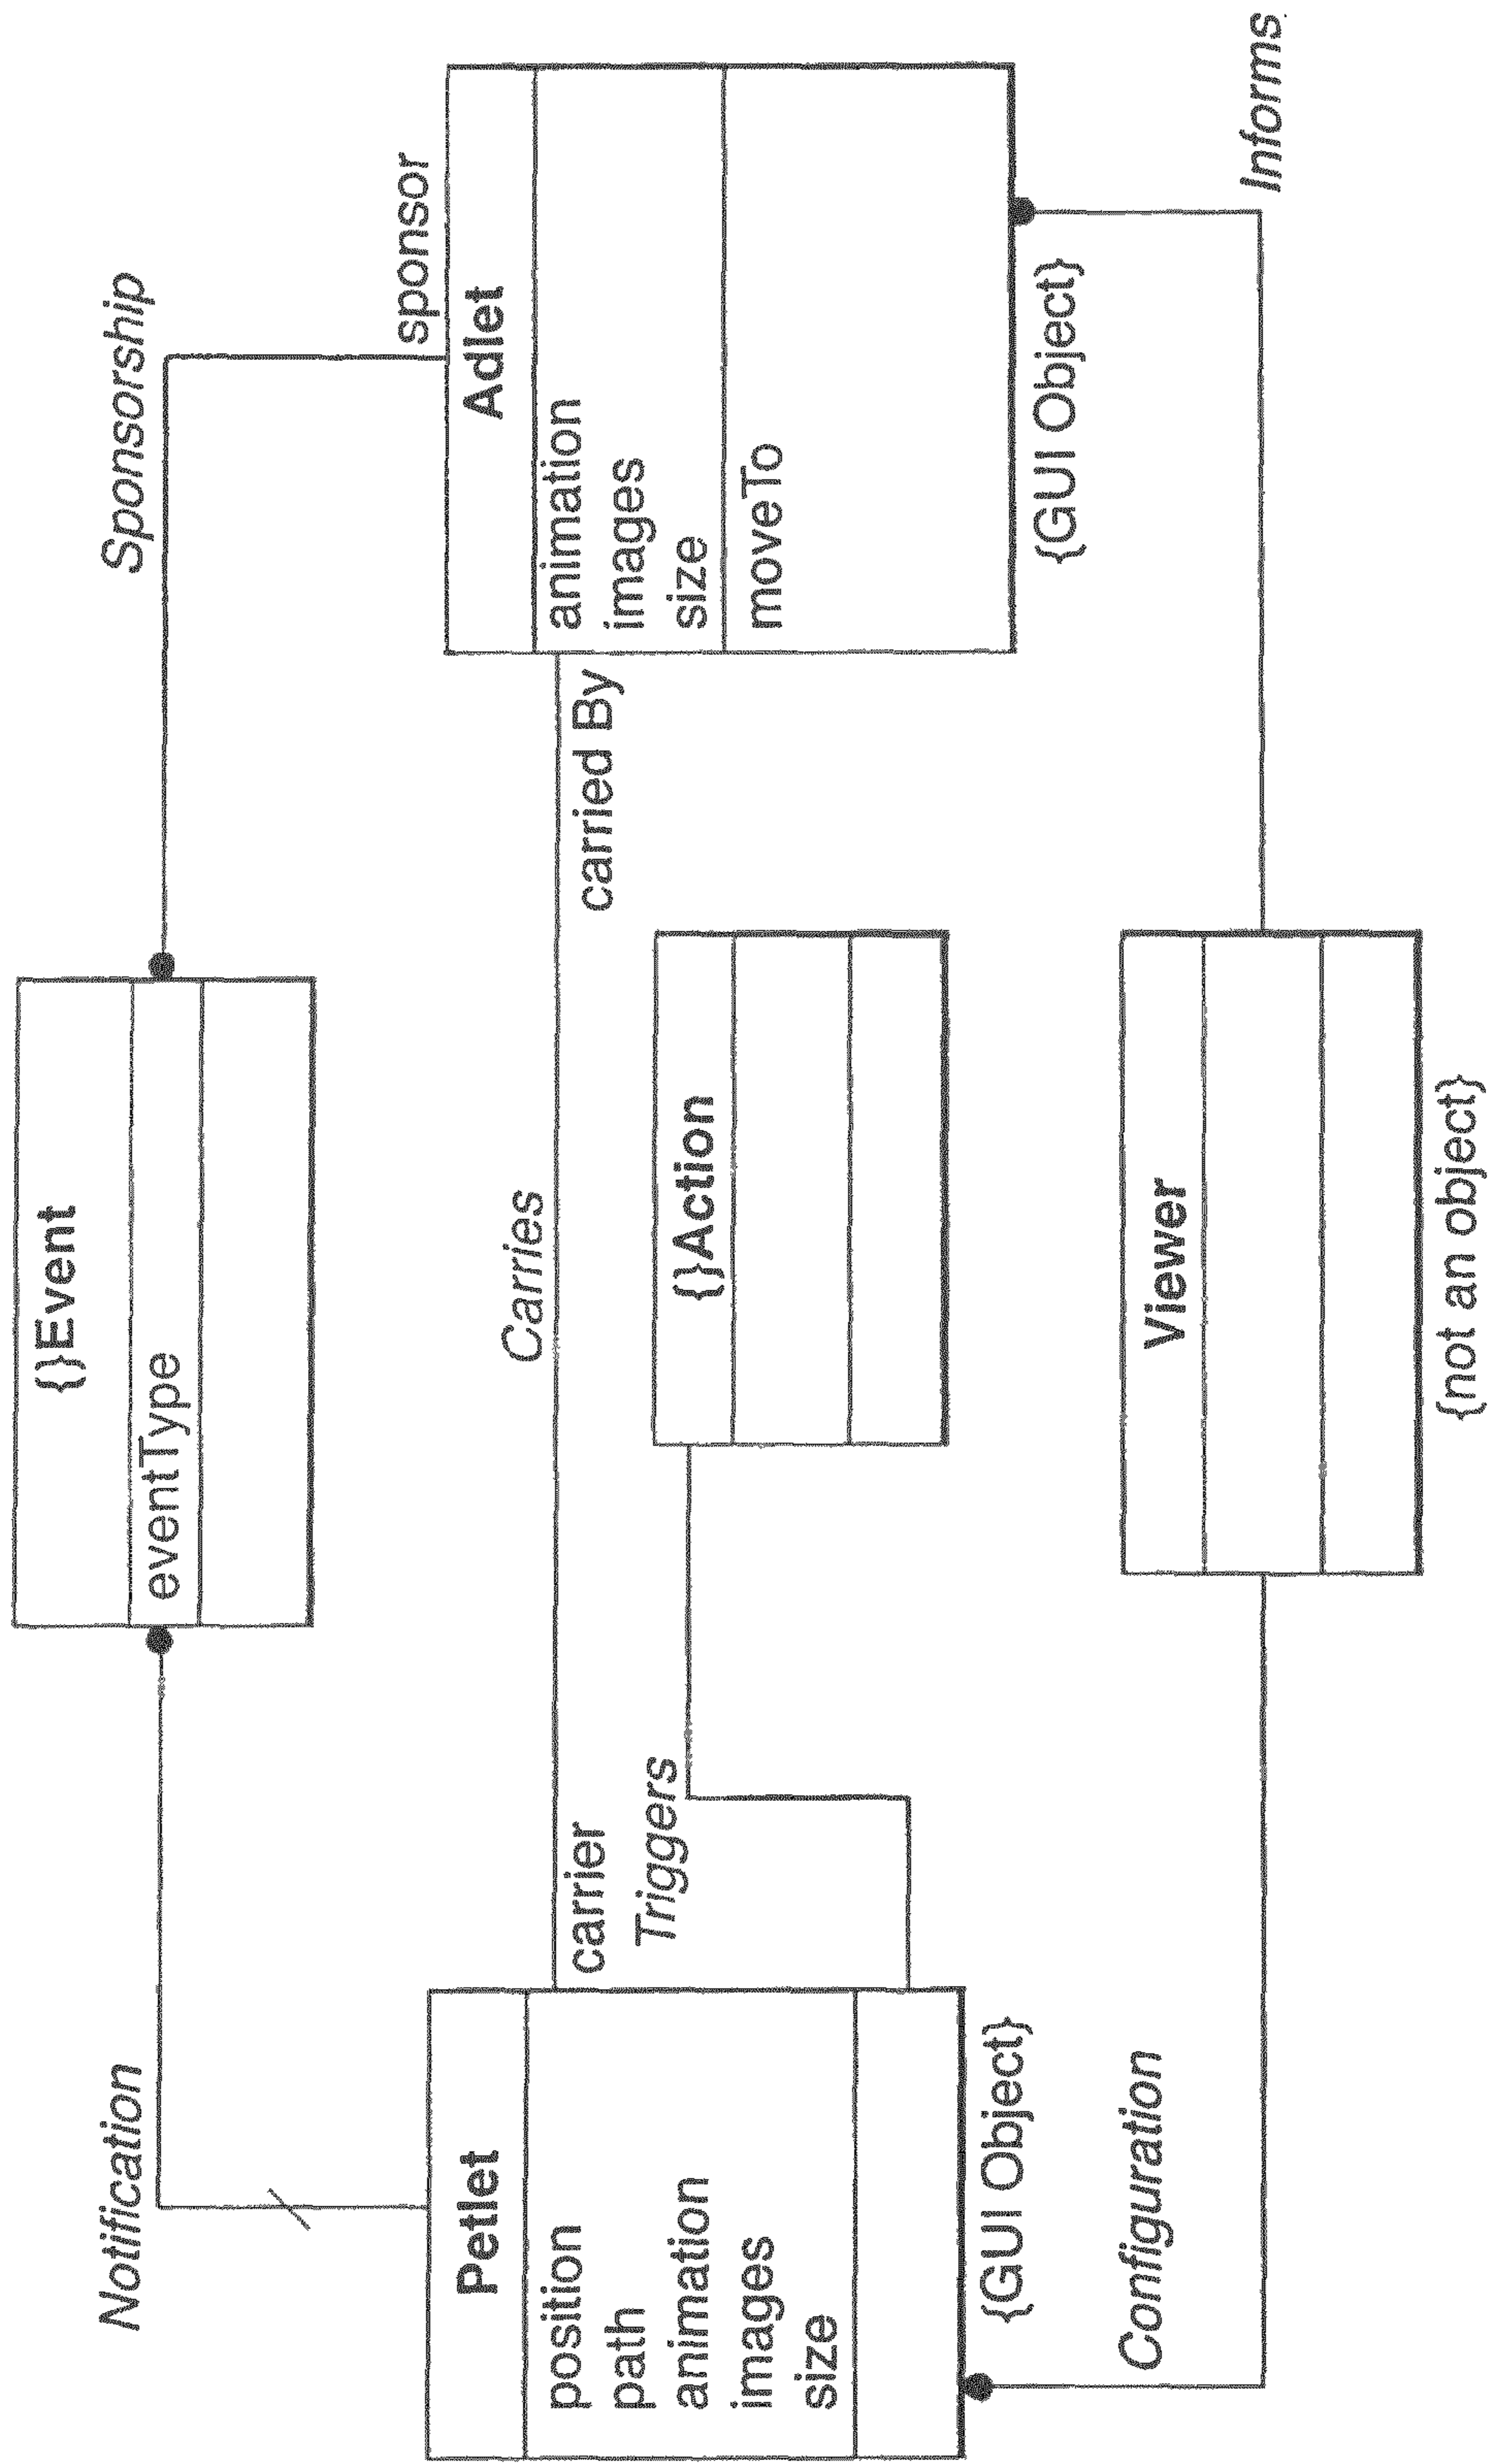 Notification
Sponsorship
{}Event
eventType
sponsor
Petlet
position
path
animation
images
size
{GUI Object}
carrier
Carries
carried By
Triggers
{}Action
Adlet
animation
images
size
moveTo
{GUI Object}
Configuration
Viewer
{not an object}
Informs